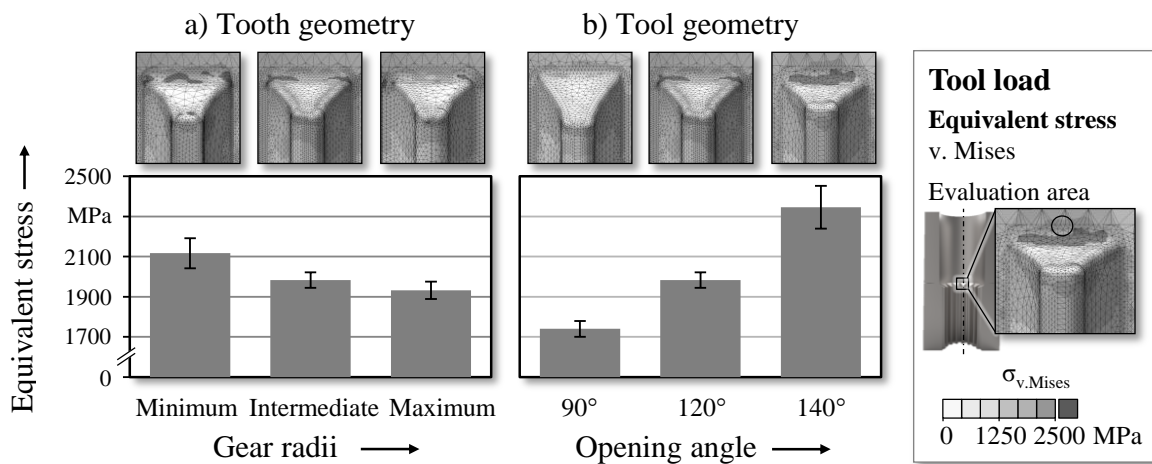 a) Tooth geometry
b) Tool geometry
Equivalent stress
2500
MPa
2100
1900
1700
0
Minimum Intermediate Maximum
Gear radii
90° 120° 140°
Opening angle
Tool load
Equivalent stress
v. Mises
Evaluation area
σv.Mises
0 1250 2500 MPa